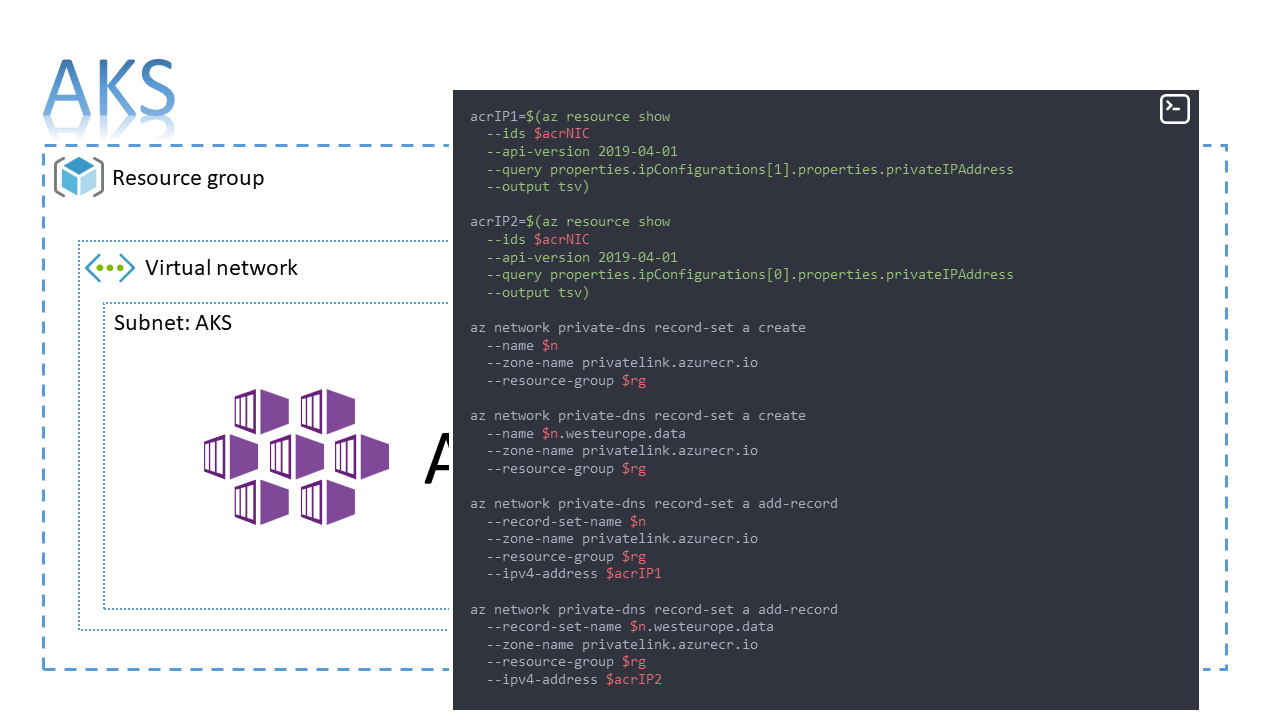 AKS
Resource group
Virtual network
Subnet: AKS
A
acrIP1=$(az resource show
--ids $acrNIC
--api-version 2019-04-01
--query properties.ipConfigurations[1].properties.privateIPAddress
--output tsv)
acrIP2=$(az resource show
--ids $acrNIC
--api-version 2019-04-01
--query properties.ipConfigurations[0].properties.privateIPAddress
--output tsv)
az network private-dns record-set a create
--name $n
--zone-name privatelink.azurecr.io
--resource-group $rg
az network private-dns record-set a create
--name $n.westeurope.data
--zone-name privatelink.azurecr.io
--resource-group $rg
az network private-dns record-set a add-record
--record-set-name $n
--zone-name privatelink.azurecr.io
--resource-group $rg
--ipv4-address $acrIP1
az network private-dns record-set a add-record
--record-set-name $n.westeurope.data
--zone-name privatelink.azurecr.io
--resource-group $rg
--ipv4-address $acrIP2